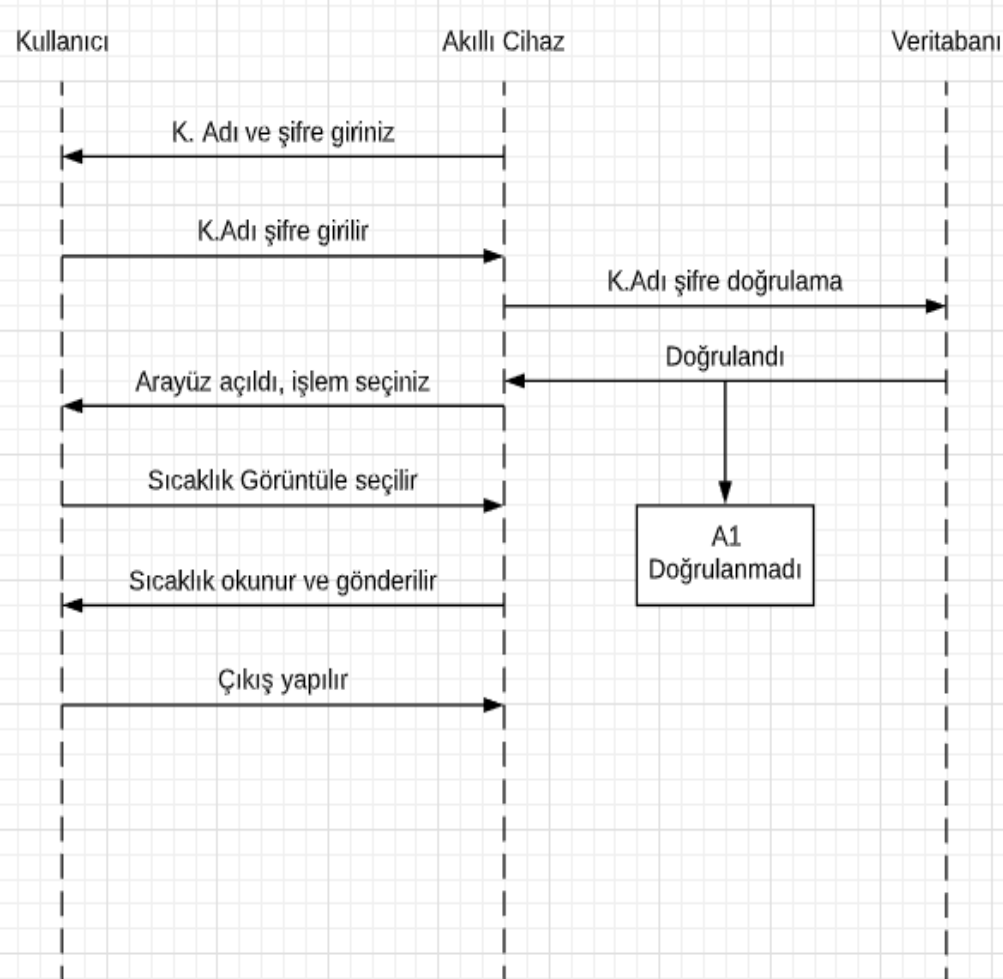 Kullanıcı
Akıllı Cihaz
Veritabanı
K. Adı ve şifre giriniz
K.Adı şifre girilir
K.Adı şifre doğrulama
Doğrulandı
Arayüz açıldı, işlem seçiniz
Sıcaklık Görüntüle seçilir
A1
Doğrulanmadı
Sıcaklık okunur ve gönderilir
Çıkış yapılır